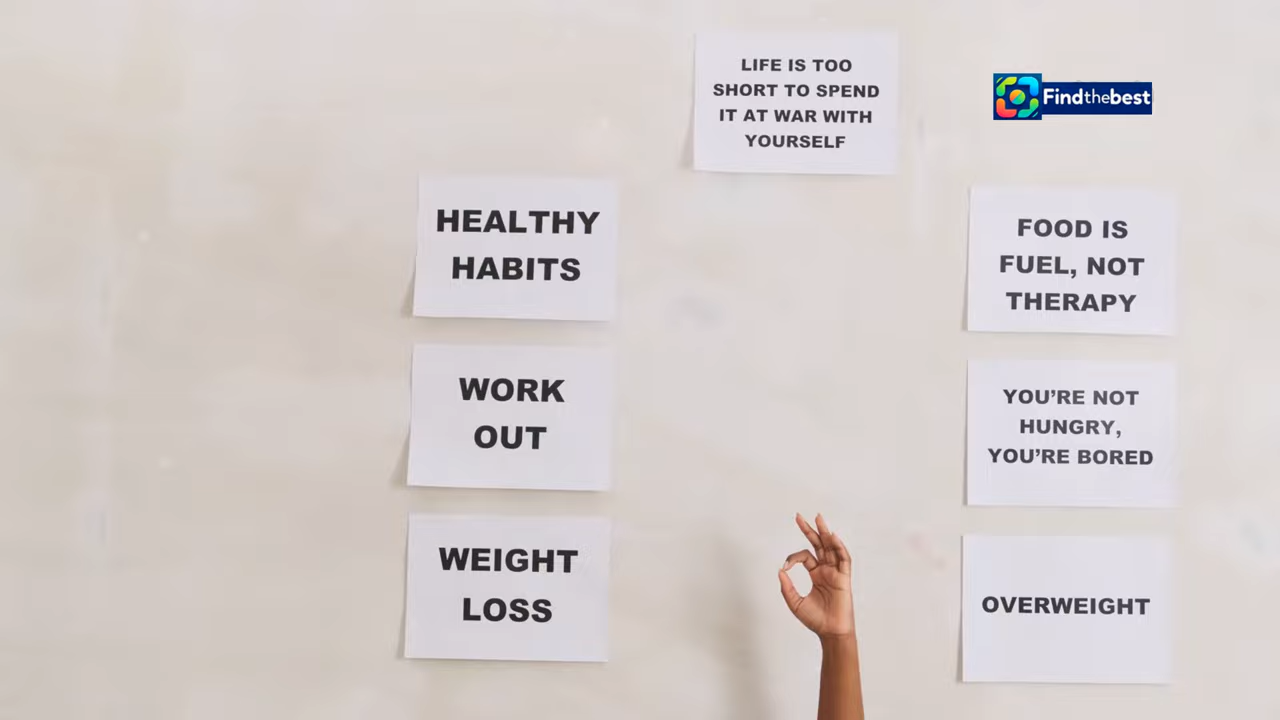 LIFE IS TOO
SHORT TO SPEND
IT AT WAR WITH
YOURSELF
Findthebest
HEALTHY
HABITS
FOOD IS
FUEL, NOT
THERAPY
WORK
OUT
YOU'RE NOT
HUNGRY,
YOU'RE BORED
WEIGHT
LOSS
OVERWEIGHT